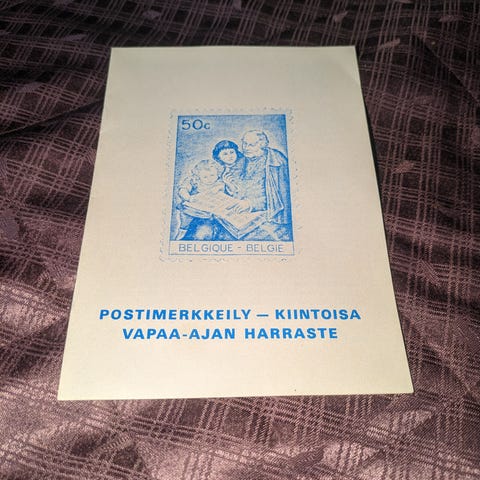 50c
BELGIQUE - BELGIE
POSTIMERKKEILY — KIINTOISA
VAPAA-AJAN HARRASTE